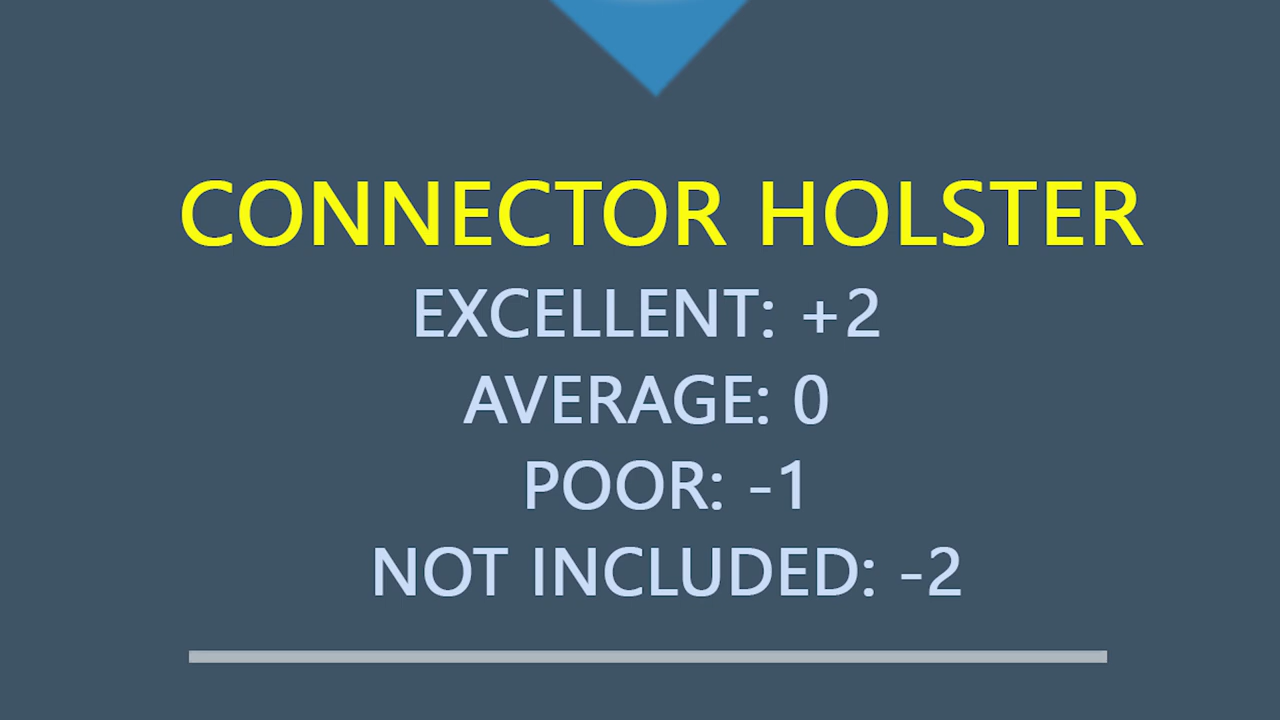 CONNECTOR HOLSTER
EXCELLENT: +2
AVERAGE: 0
POOR: -1
NOT INCLUDED: -2